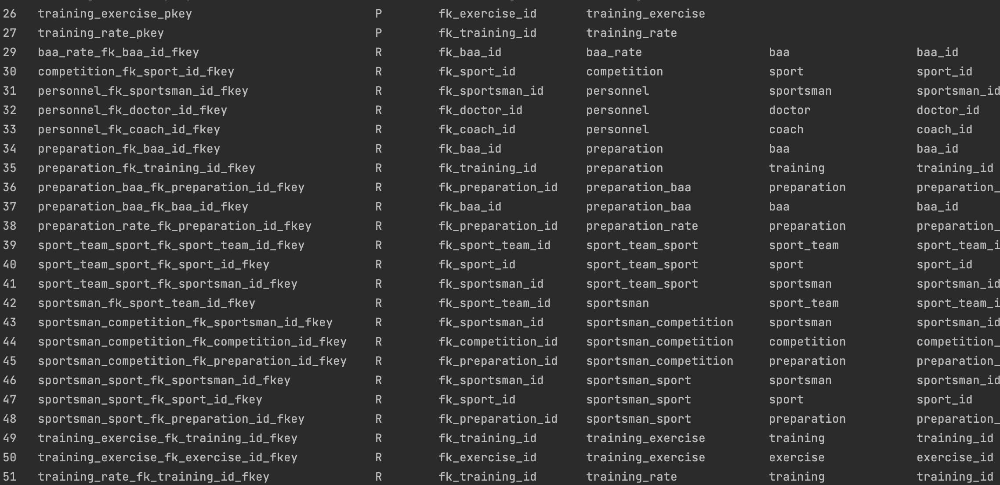 26 training_exercise_pkey P fk_exercise_id training_exercise
27 training_rate_pkey P fk_training_id training_rate
29 baa_rate_fk_baa_id_fkey R fk_baa_id baa_rate baa baa_id
30 competition_fk_sport_id_fkey R fk_sport_id competition sport sport_id
31 personnel_fk_sportsman_id_fkey R fk_sportsman_id personnel sportsman sportsman_id
32 personnel_fk_doctor_id_fkey R fk_doctor_id personnel doctor doctor_id
33 personnel_fk_coach_id_fkey R fk_coach_id personnel coach coach_id
34 preparation_fk_baa_id_fkey R fk_baa_id preparation baa baa_id
35 preparation_fk_training_id_fkey R fk_training_id preparation training training_id
36 preparation_baa_fk_preparation_id_fkey R fk_preparation_id preparation_baa preparation preparation_
37 preparation_baa_fk_baa_id_fkey R fk_baa_id preparation_baa baa baa_id
38 preparation_rate_fk_preparation_id_fkey R fk_preparation_id preparation_rate preparation preparation_
39 sport_team_sport_fk_sport_team_id_fkey R fk_sport_team_id sport_team_sport sport_team sport_team_i
40 sport_team_sport_fk_sport_id_fkey R fk_sport_id sport_team_sport sport sport_id
41 sport_team_sport_fk_sportsman_id_fkey R fk_sportsman_id sport_team_sport sportsman sportsman_id
42 sportsman_fk_sport_team_id_fkey R fk_sport_team_id sportsman sport_team sport_team_i
43 sportsman_competition_fk_sportsman_id_fkey R fk_sportsman_id sportsman_competition sportsman sportsman_id
44 sportsman_competition_fk_competition_id_fkey R fk_competition_id sportsman_competition competition competition_
45 sportsman_competition_fk_preparation_id_fkey R fk_preparation_id sportsman_competition preparation preparation_
46 sportsman_sport_fk_sportsman_id_fkey R fk_sportsman_id sportsman_sport sportsman sportsman_id
47 sportsman_sport_fk_sport_id_fkey R fk_sport_id sportsman_sport sport sport_id
48 sportsman_sport_fk_preparation_id_fkey R fk_preparation_id sportsman_sport preparation preparation_
49 training_exercise_fk_training_id_fkey R fk_training_id training_exercise training training_id
50 training_exercise_fk_exercise_id_fkey R fk_exercise_id training_exercise exercise exercise_id
51 training_rate_fk_training_id_fkey R fk_training_id training_rate training training_id